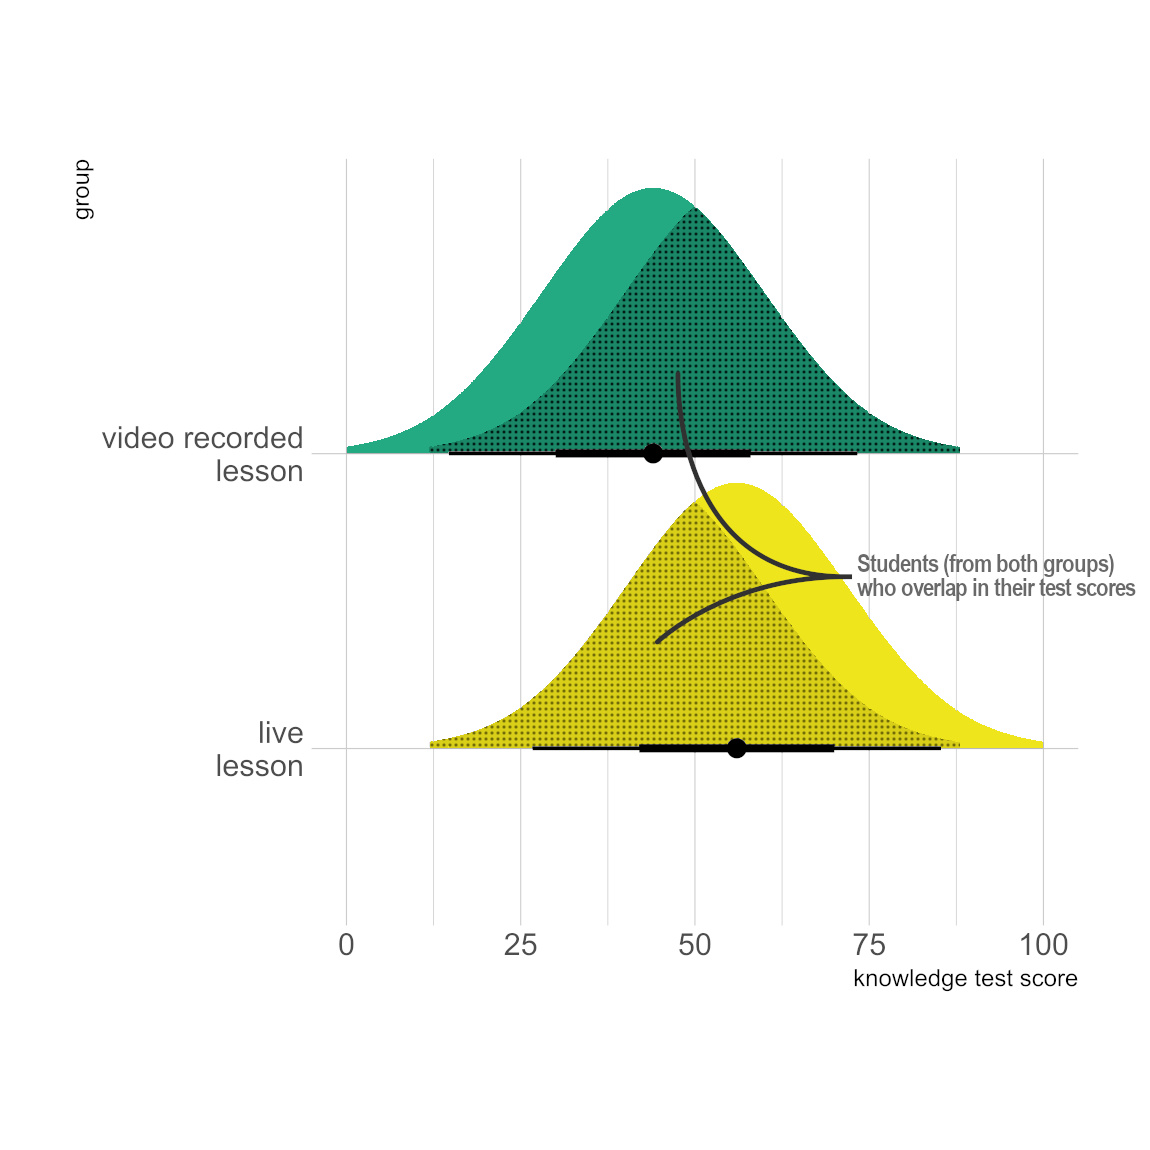 group
video recorded
lesson
Students (from both groups)
who overlap in their test scores
live
lesson
0 25 50 75 100
knowledge test score